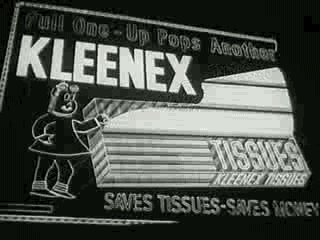 Pull One-Up Pops Another
KLEENEX
TISSUES
KLEENEX TISSUES
SAVES TISSUES-SAVES MONEY